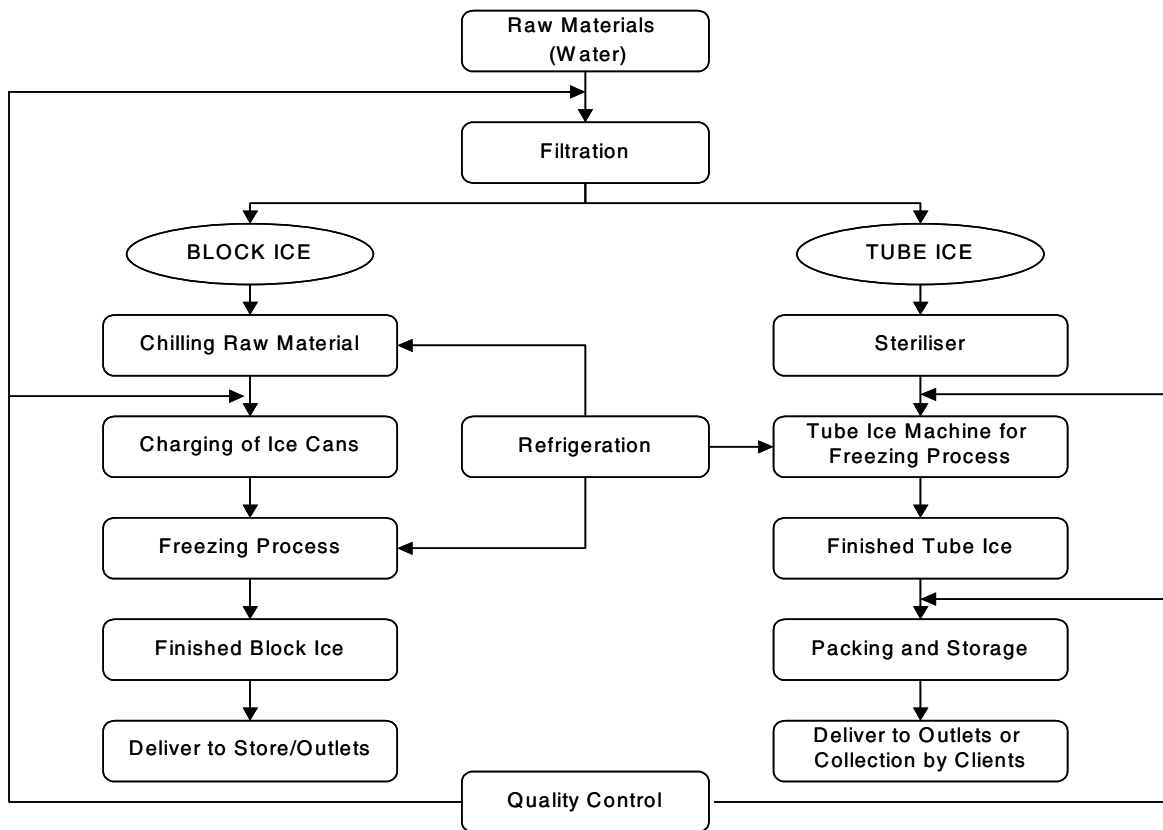 Raw Materials
(Water)
Filtration
BLOCK ICE
TUBE ICE
Chilling Raw Material
Steriliser
Charging of Ice Cans
Refrigeration
Tube Ice Machine for
Freezing Process
Freezing Process
Finished Tube Ice
Finished Block Ice
Packing and Storage
Deliver to Store/Outlets
Deliver to Outlets or
Collection by Clients
Quality Control